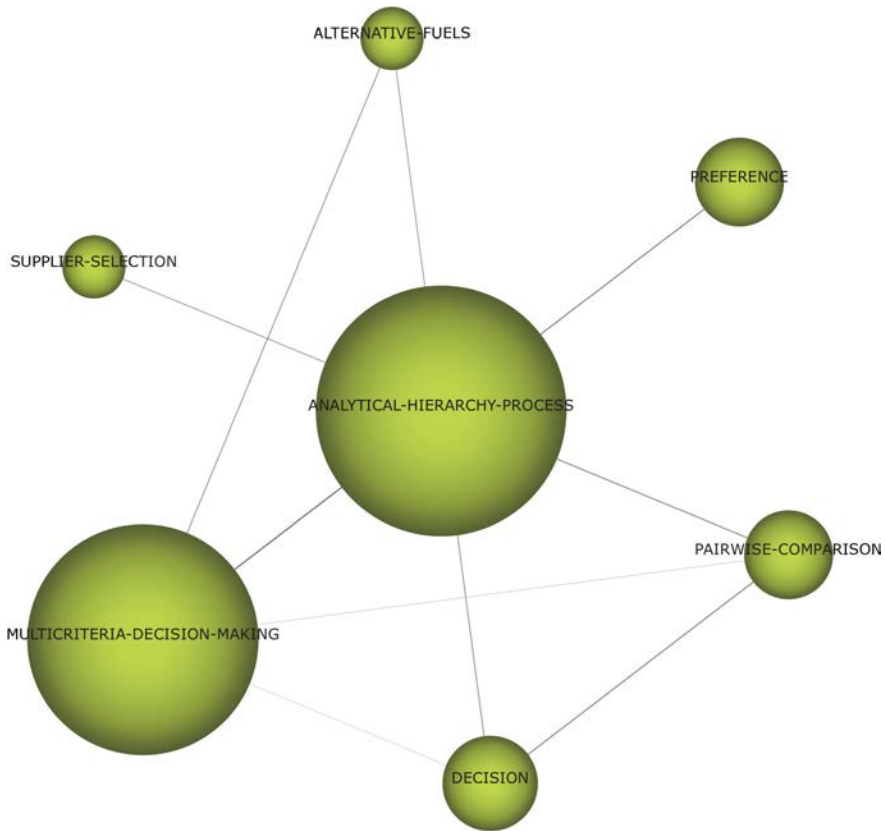 ALTERNATIVE-FUELS
PREFERENCE
SUPPLIER-SELECTION
ANALYTICAL-HIERARCHY-PROCESS
PAIRWISE-COMPARISON
MULTICRITERIA-DECISION-MAKING
DECISION